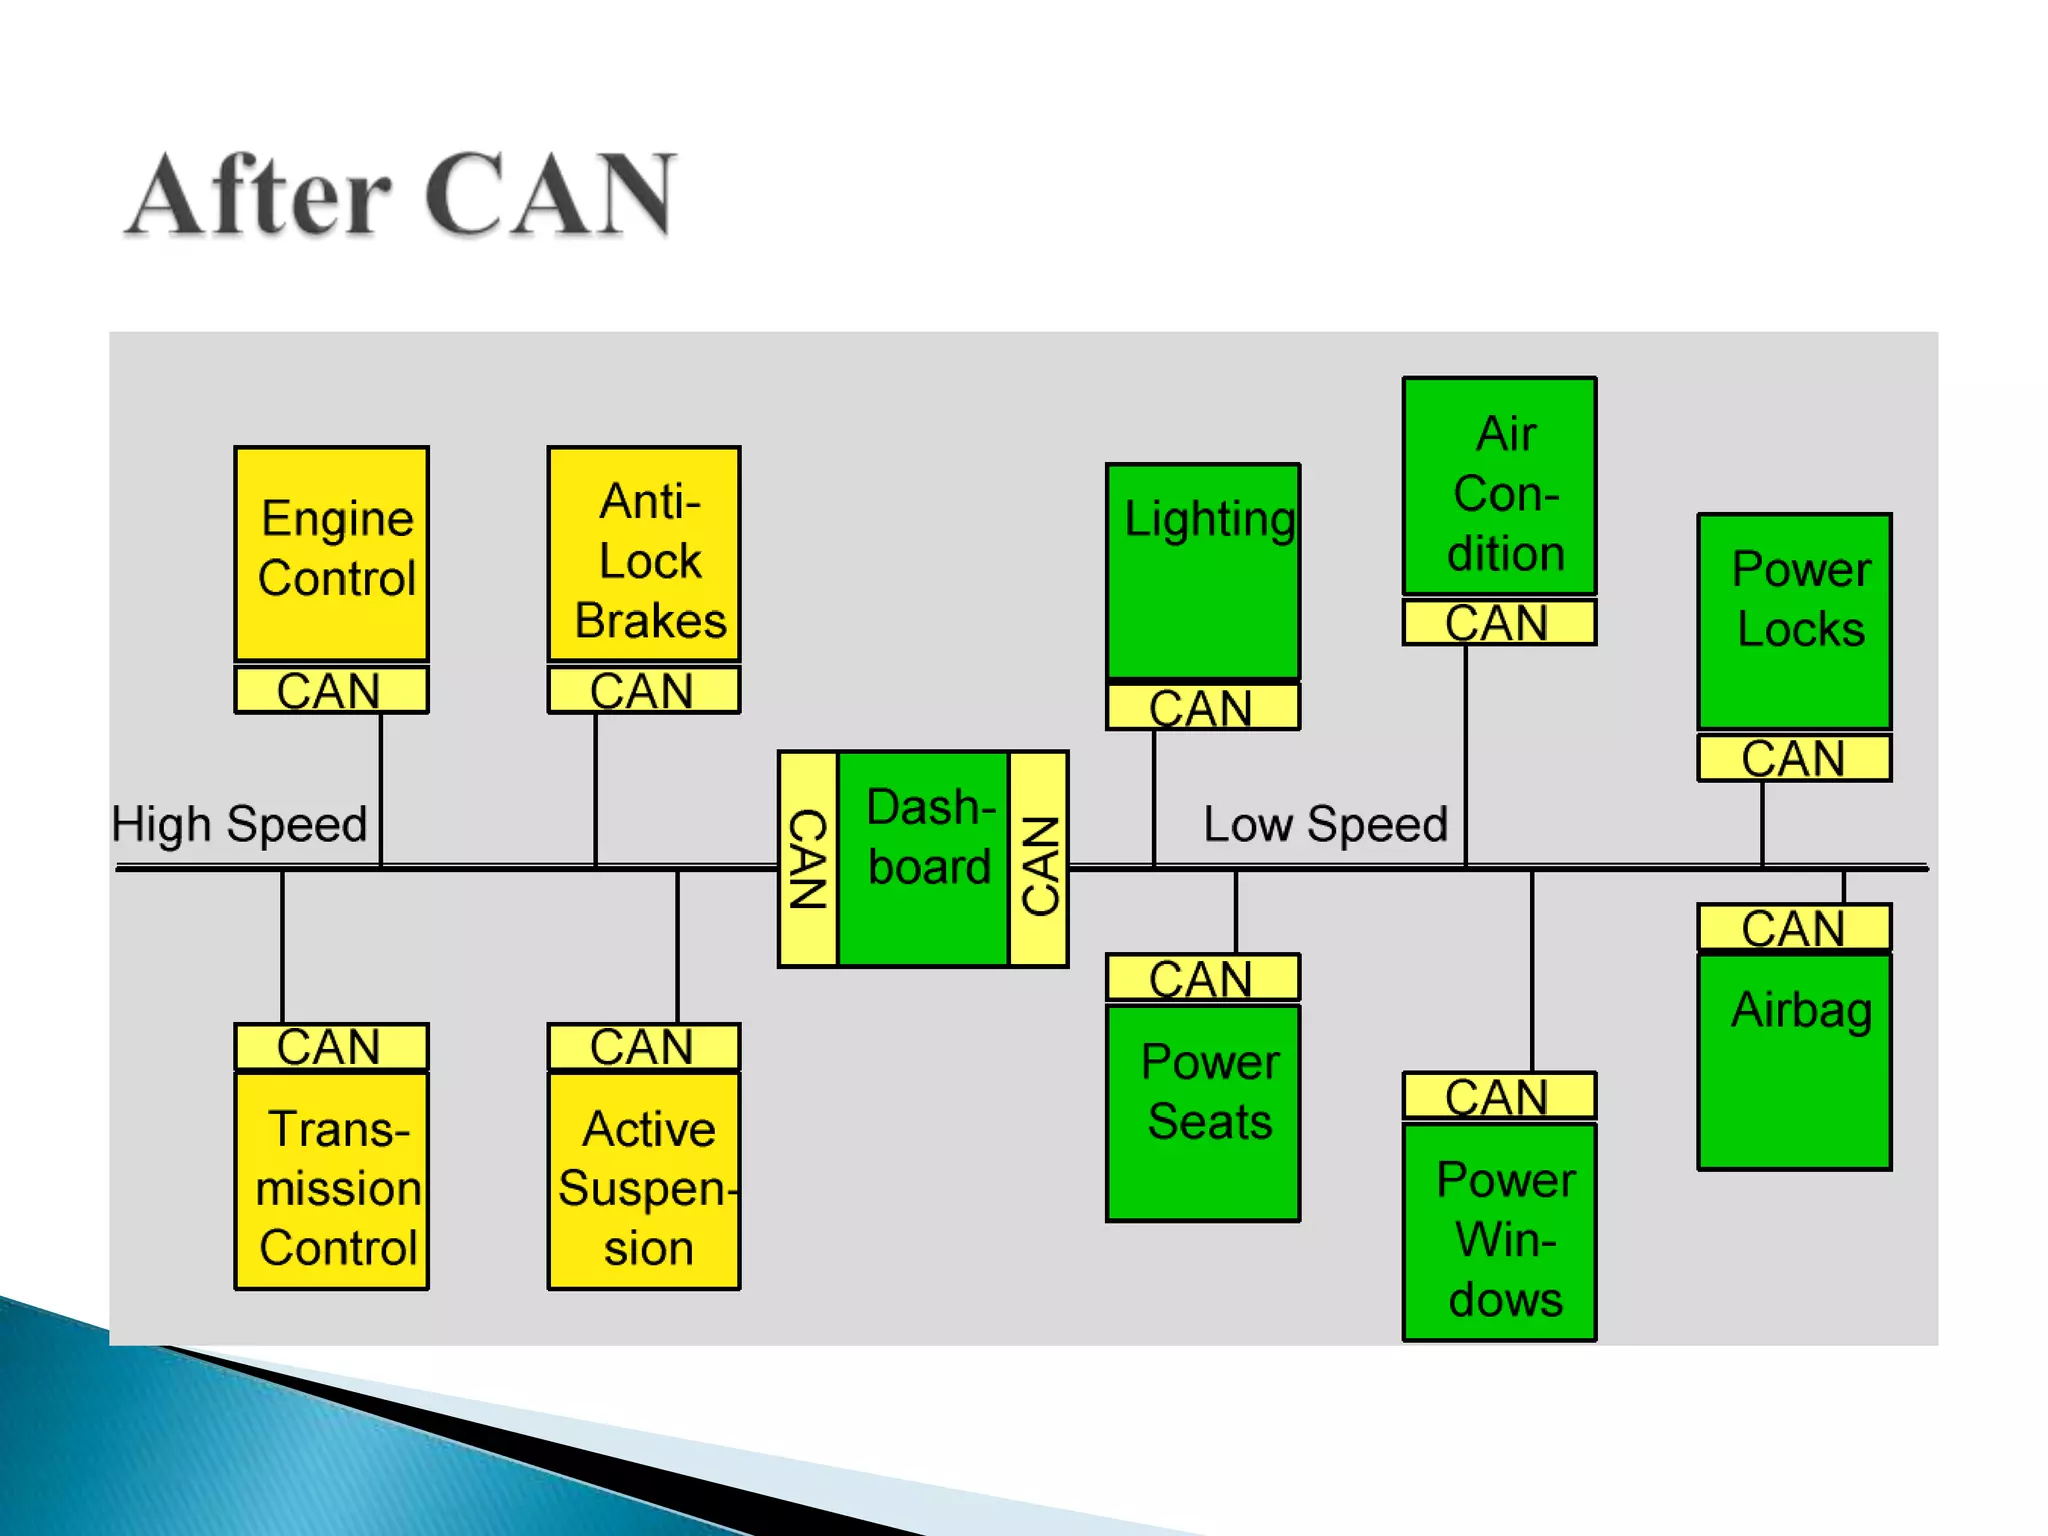 After CAN
Engine
Control
CAN
Anti-
Lock
Brakes
CAN
Lighting
CAN
Air
Con-
dition
CAN
Power
Locks
CAN
High Speed
CAN
Dash-
board
CAN
Low Speed
CAN
Trans-
mission
Control
CAN
Active
Suspen-
sion
CAN
Power
Seats
CAN
Power
Win-
dows
CAN
Airbag